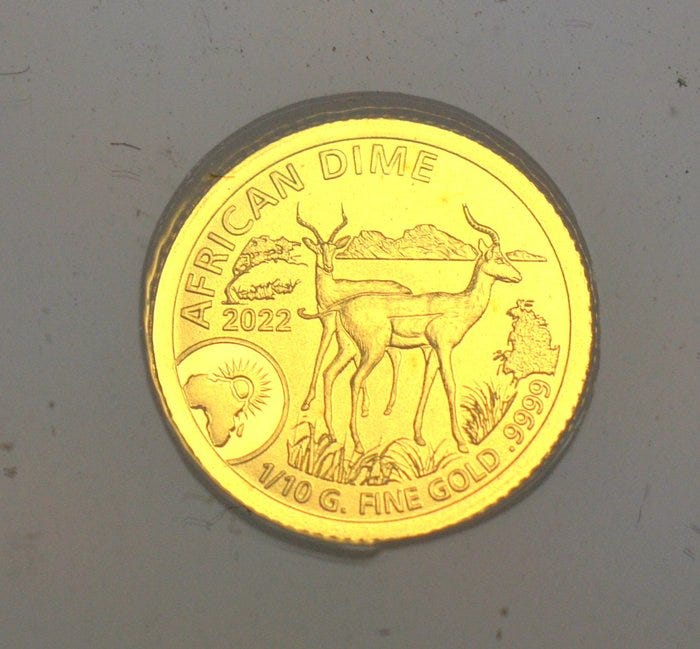 AFRICAN DIME
2022
1/10 G. FINE GOLD .9999